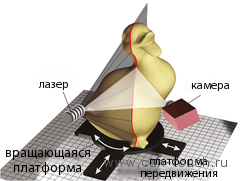 лазер
камера
вращающаяся
платформа
платформа
передвижения